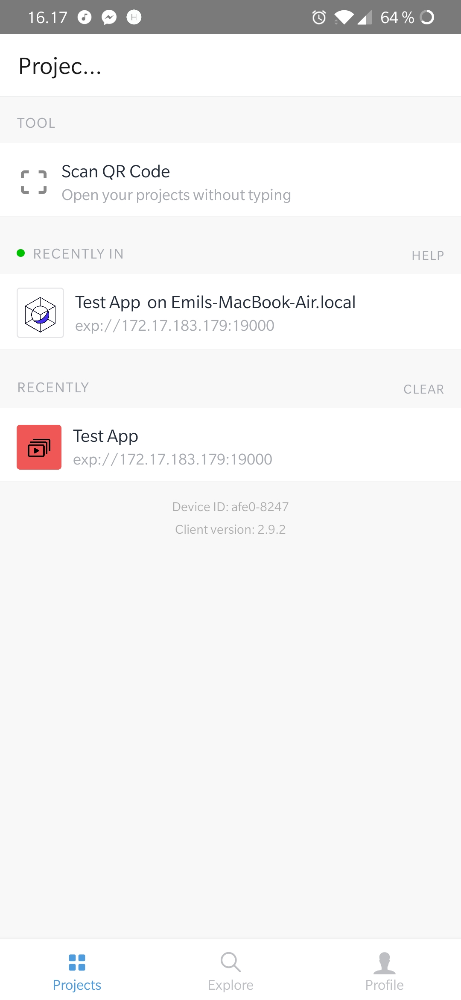 16.17 H 64 %
Projec...
TOOL
Scan QR Code
Open your projects without typing
RECENTLY IN HELP
Test App on Emils-MacBook-Air.local
exp://172.17.183.179:19000
RECENTLY CLEAR
Test App
exp://172.17.183.179:19000
Device ID: afe0-8247
Client version: 2.9.2
Projects Explore Profile